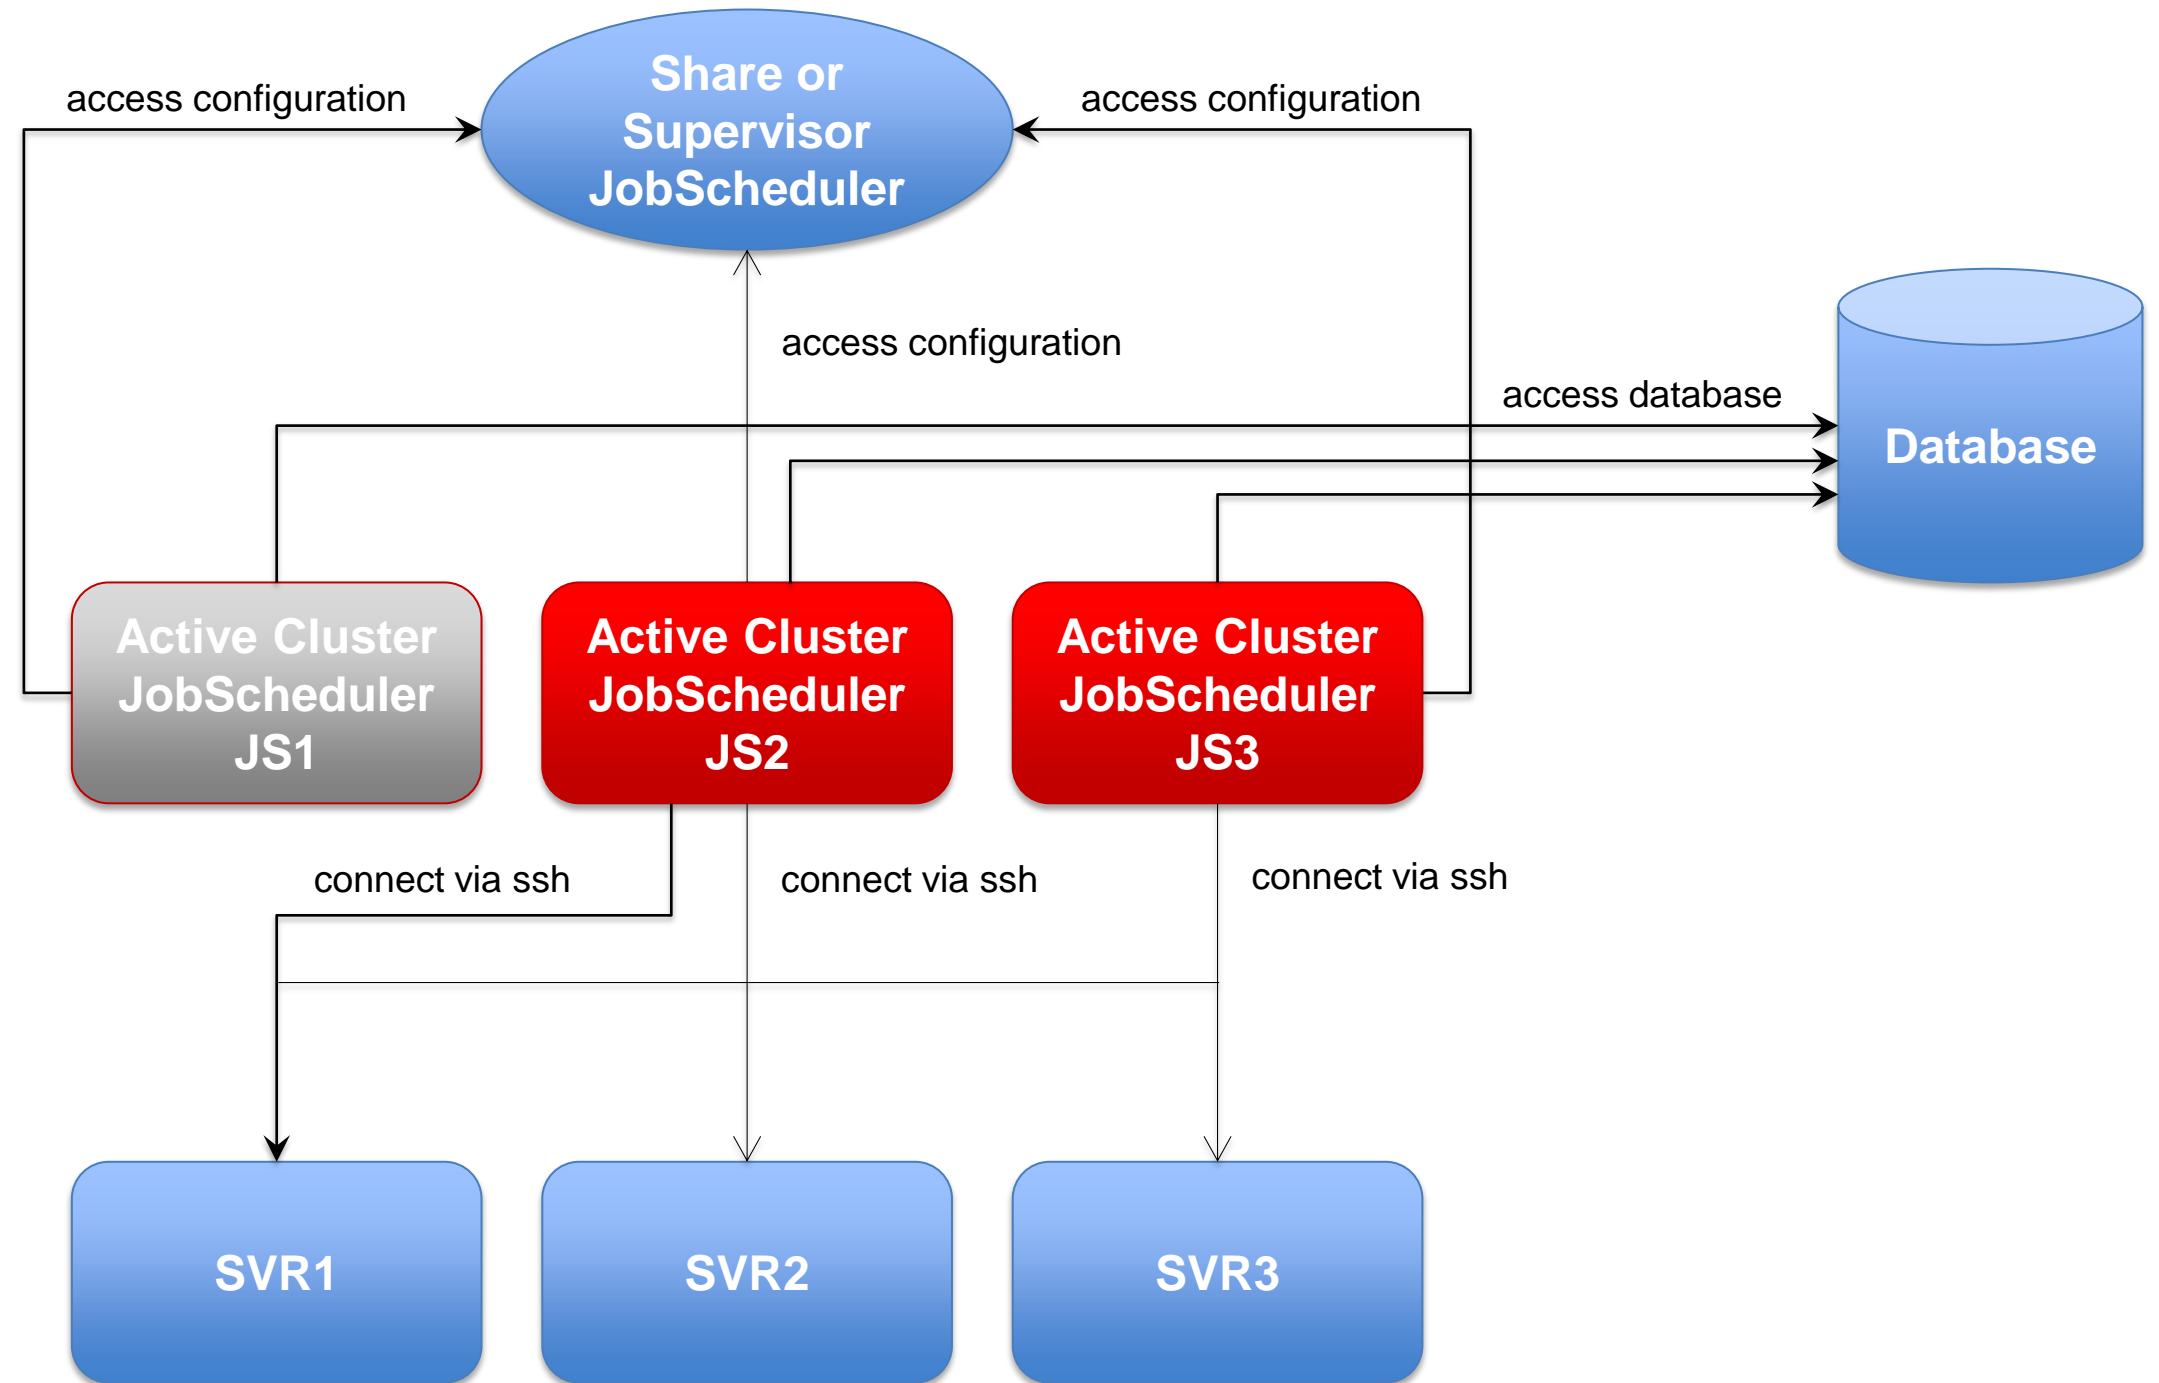 Share or
Supervisor
JobScheduler
access configuration
access configuration
access configuration
access database
Database
Active Cluster
JobScheduler
JS1
Active Cluster
JobScheduler
JS2
Active Cluster
JobScheduler
JS3
connect via ssh
connect via ssh
connect via ssh
SVR1
SVR2
SVR3